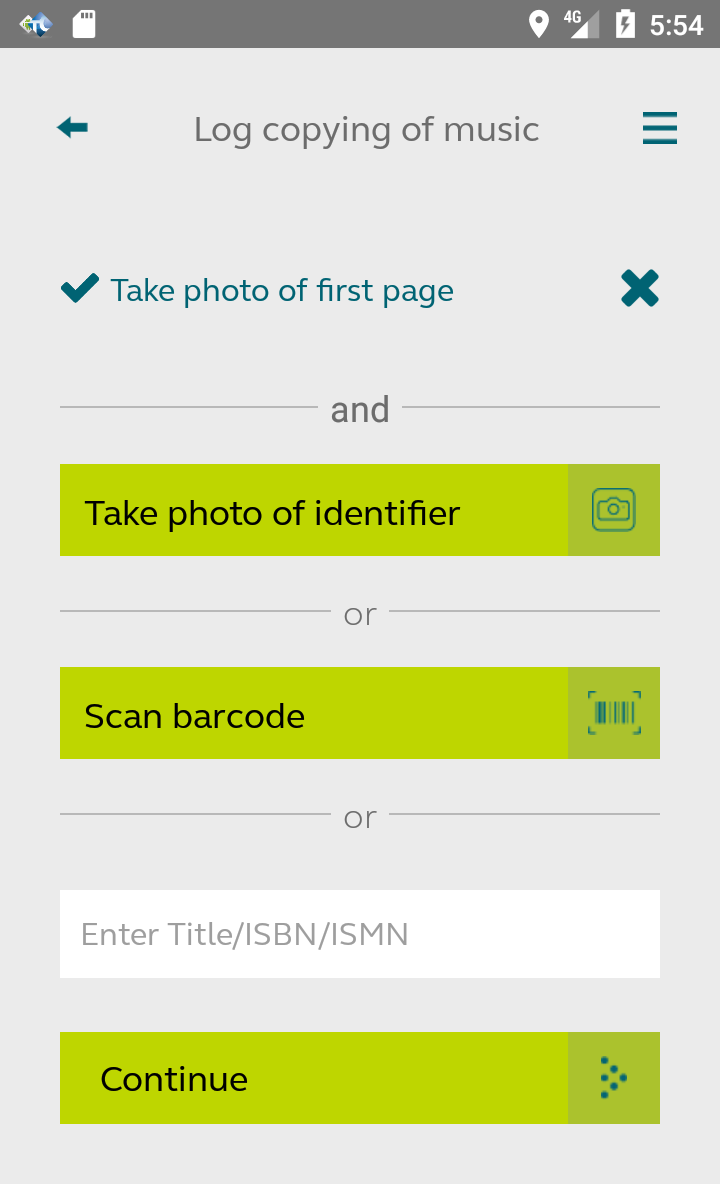 4G 5:54
Log copying of music
Take photo of first page
and
Take photo of identifier
or
Scan barcode
or
Enter Title/ISBN/ISMN
Continue